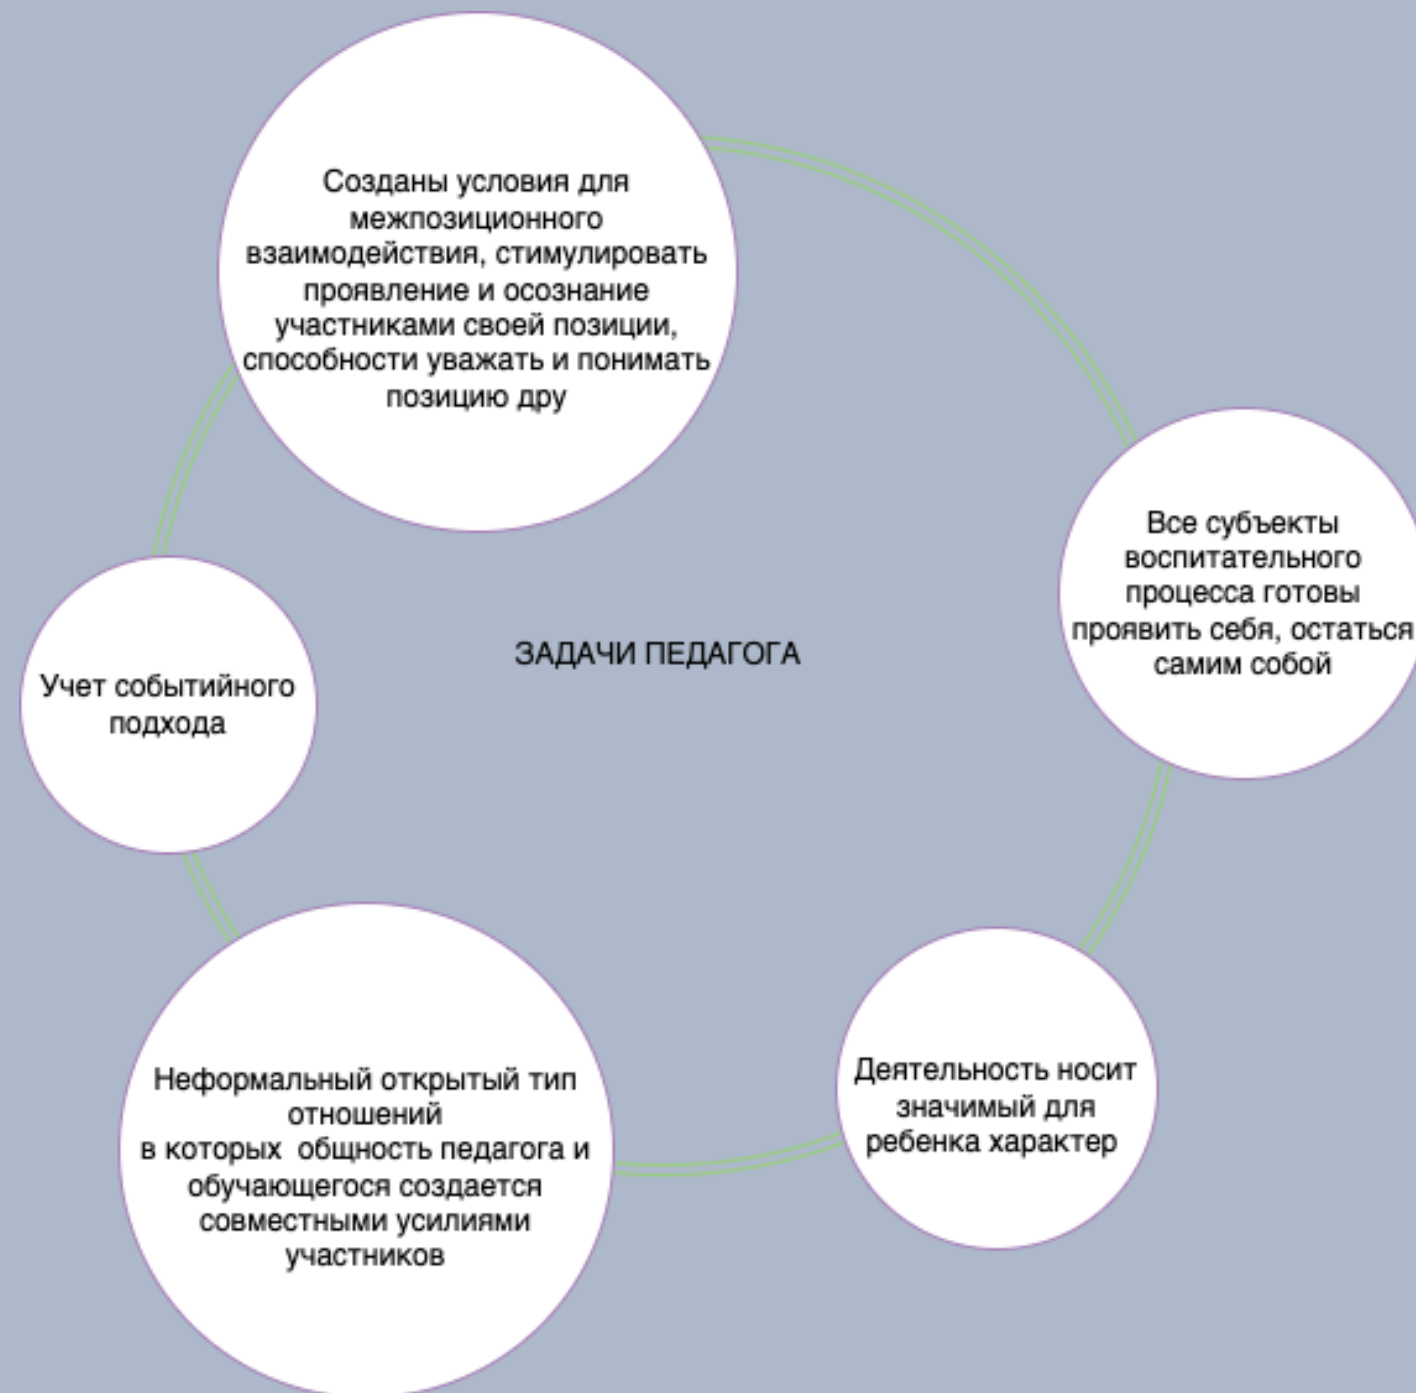 Созданы условия для
межпозиционного
взаимодействия, стимулировать
проявление и осознание
участниками своей позиции,
способности уважать и понимать
позицию дру
Все субъекты
воспитательного
процесса готовы
проявить себя, остаться
самим собой
ЗАДАЧИ ПЕДАГОГА
Учет событийного
подхода
Деятельность носит
значимый для
ребенка характер
Неформальный открытый тип
отношений
в которых  общность педагога и
обучающегося создается
совместными усилиями
участников